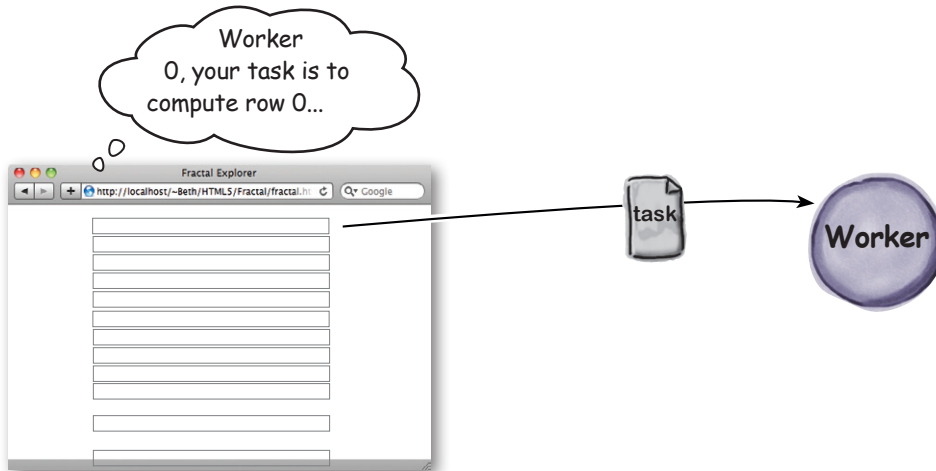 Worker
0, your task is to
compute row 0...
Fractal Explorer
http://localhost/~Beth/HTML5/Fractal/fractal.ht
Google
task
Worker